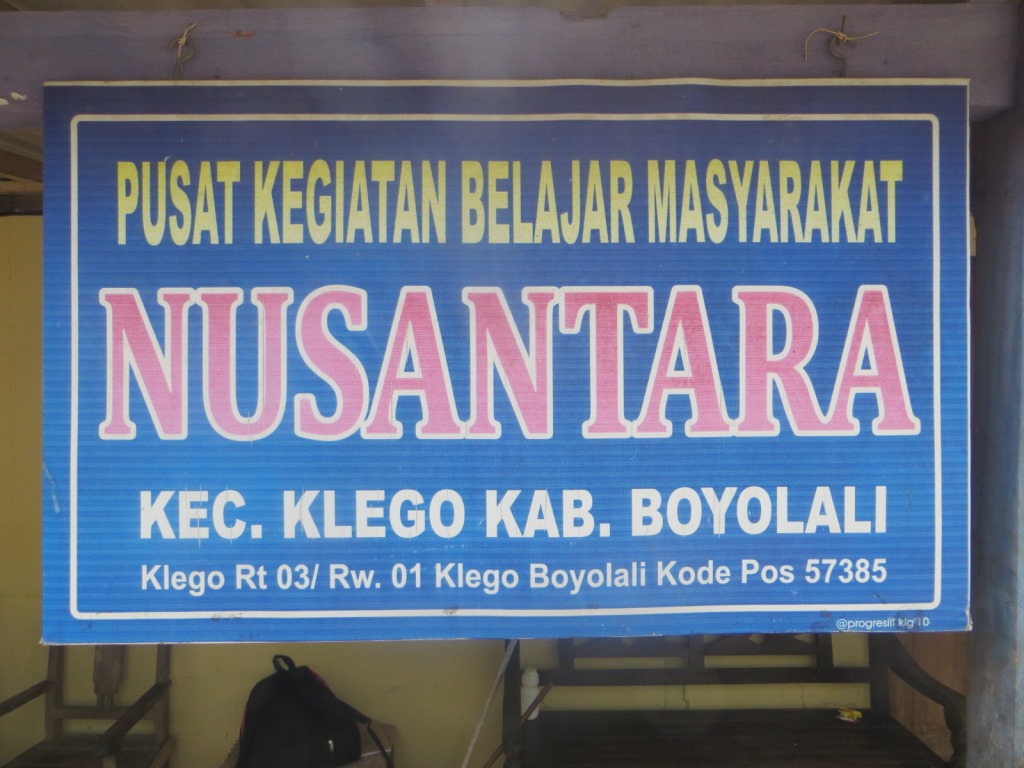 PUSAT KEGIATAN BELAJAR MASYARAKAT
NUSANTARA
KEC. KLEGO KAB. BOYOLALI
Klego Rt 03/ Rw. 01 Klego Boyolali Kode Pos 57385